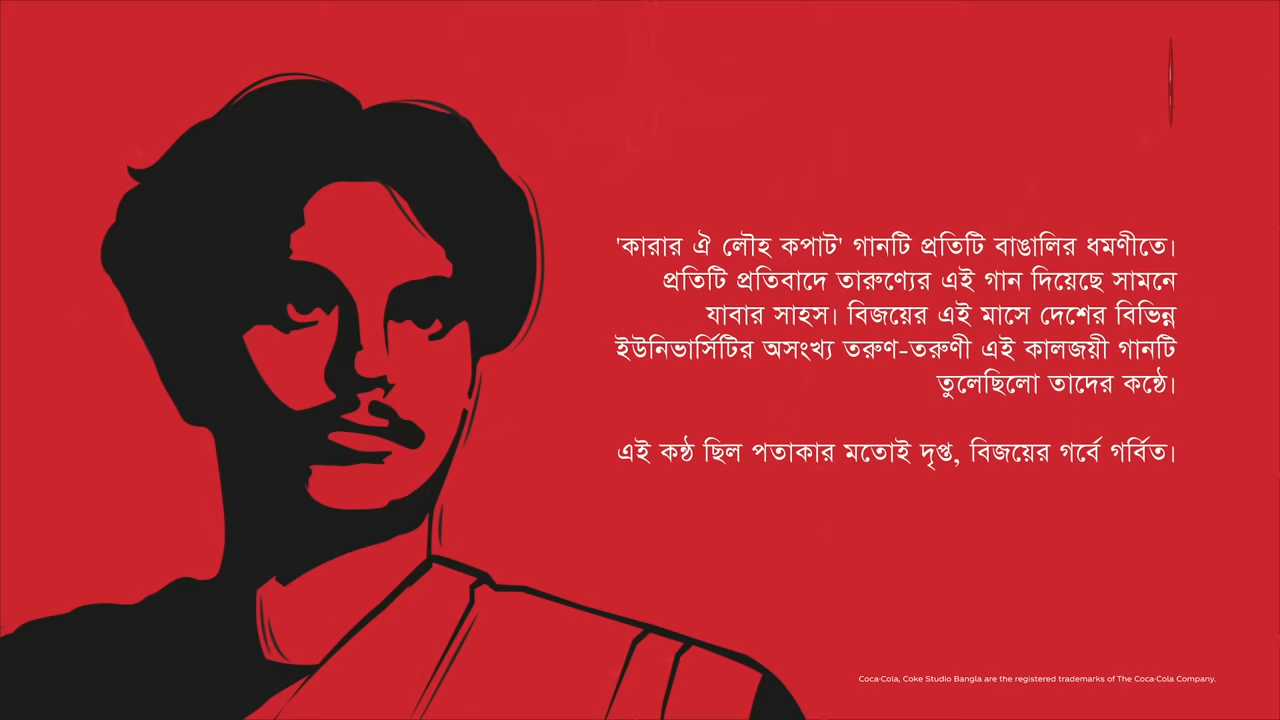 'কারার ঐ লৌহ কপাট' গানটি প্রতিটি বাঙালির ধমণীতে।
প্রতিটি প্রতিবাদে তারুণ্যের এই গান দিয়েছে সামনে
যাবার সাহস। বিজয়ের এই মাসে দেশের বিভিন্ন
ইউনিভার্সিটির অসংখ্য তরুণ-তরুণী এই কালজয়ী গানটি
তুলেছিলো তাদের কন্ঠে।
এই কন্ঠ ছিল পতাকার মতোই দৃপ্ত, বিজয়ের গর্বে গর্বিত।
Coca-Cola, Coke Studio Bangla are the registered trademarks of The Coca-Cola Company.